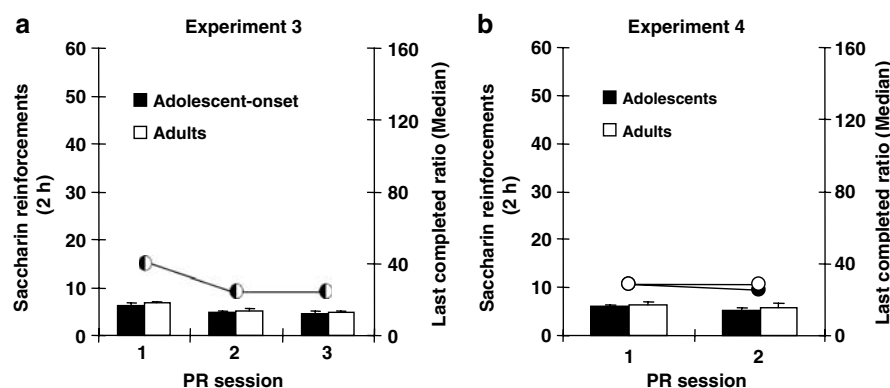 a
Experiment 3
Saccharin reinforcements
(2 h)
60
50
40
30
20
10
0
Adolescent-onset
Adults
160
120
80
40
0
Last completed ratio (Median)
1 2 3
PR session
b
Experiment 4
Saccharin reinforcements
(2 h)
60
50
40
30
20
10
0
Adolescents
Adults
160
120
80
40
0
Last completed ratio (Median)
1 2
PR session